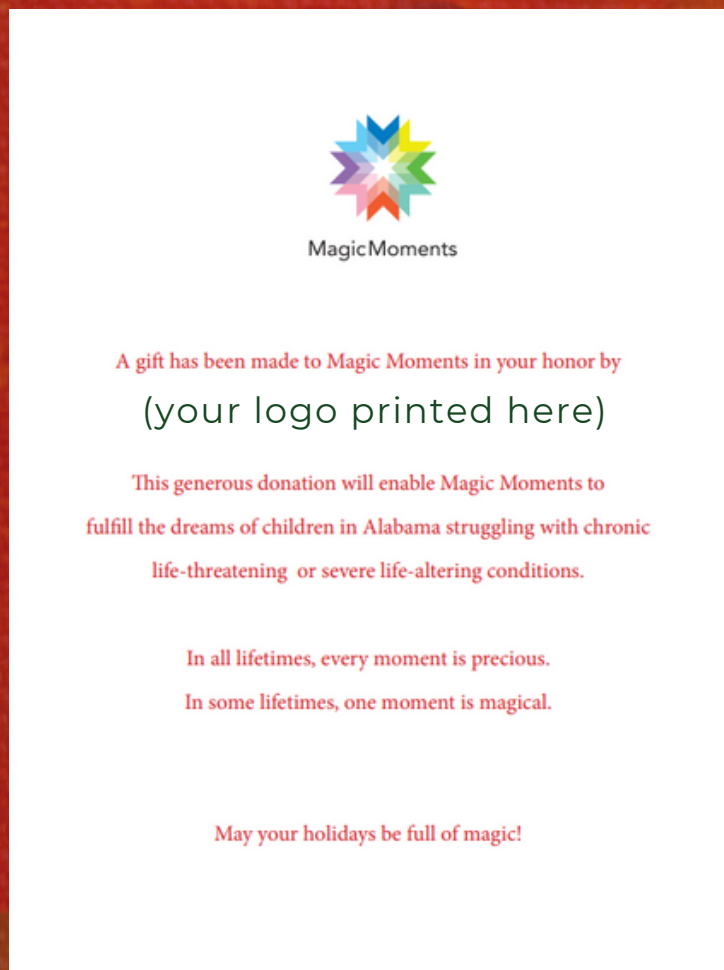 MagicMoments
A gift has been made to Magic Moments in your honor by
(your logo printed here)
This generous donation will enable Magic Moments to
fulfill the dreams of children in Alabama struggling with chronic
life-threatening or severe life-altering conditions.
In all lifetimes, every moment is precious.
In some lifetimes, one moment is magical.
May your holidays be full of magic!